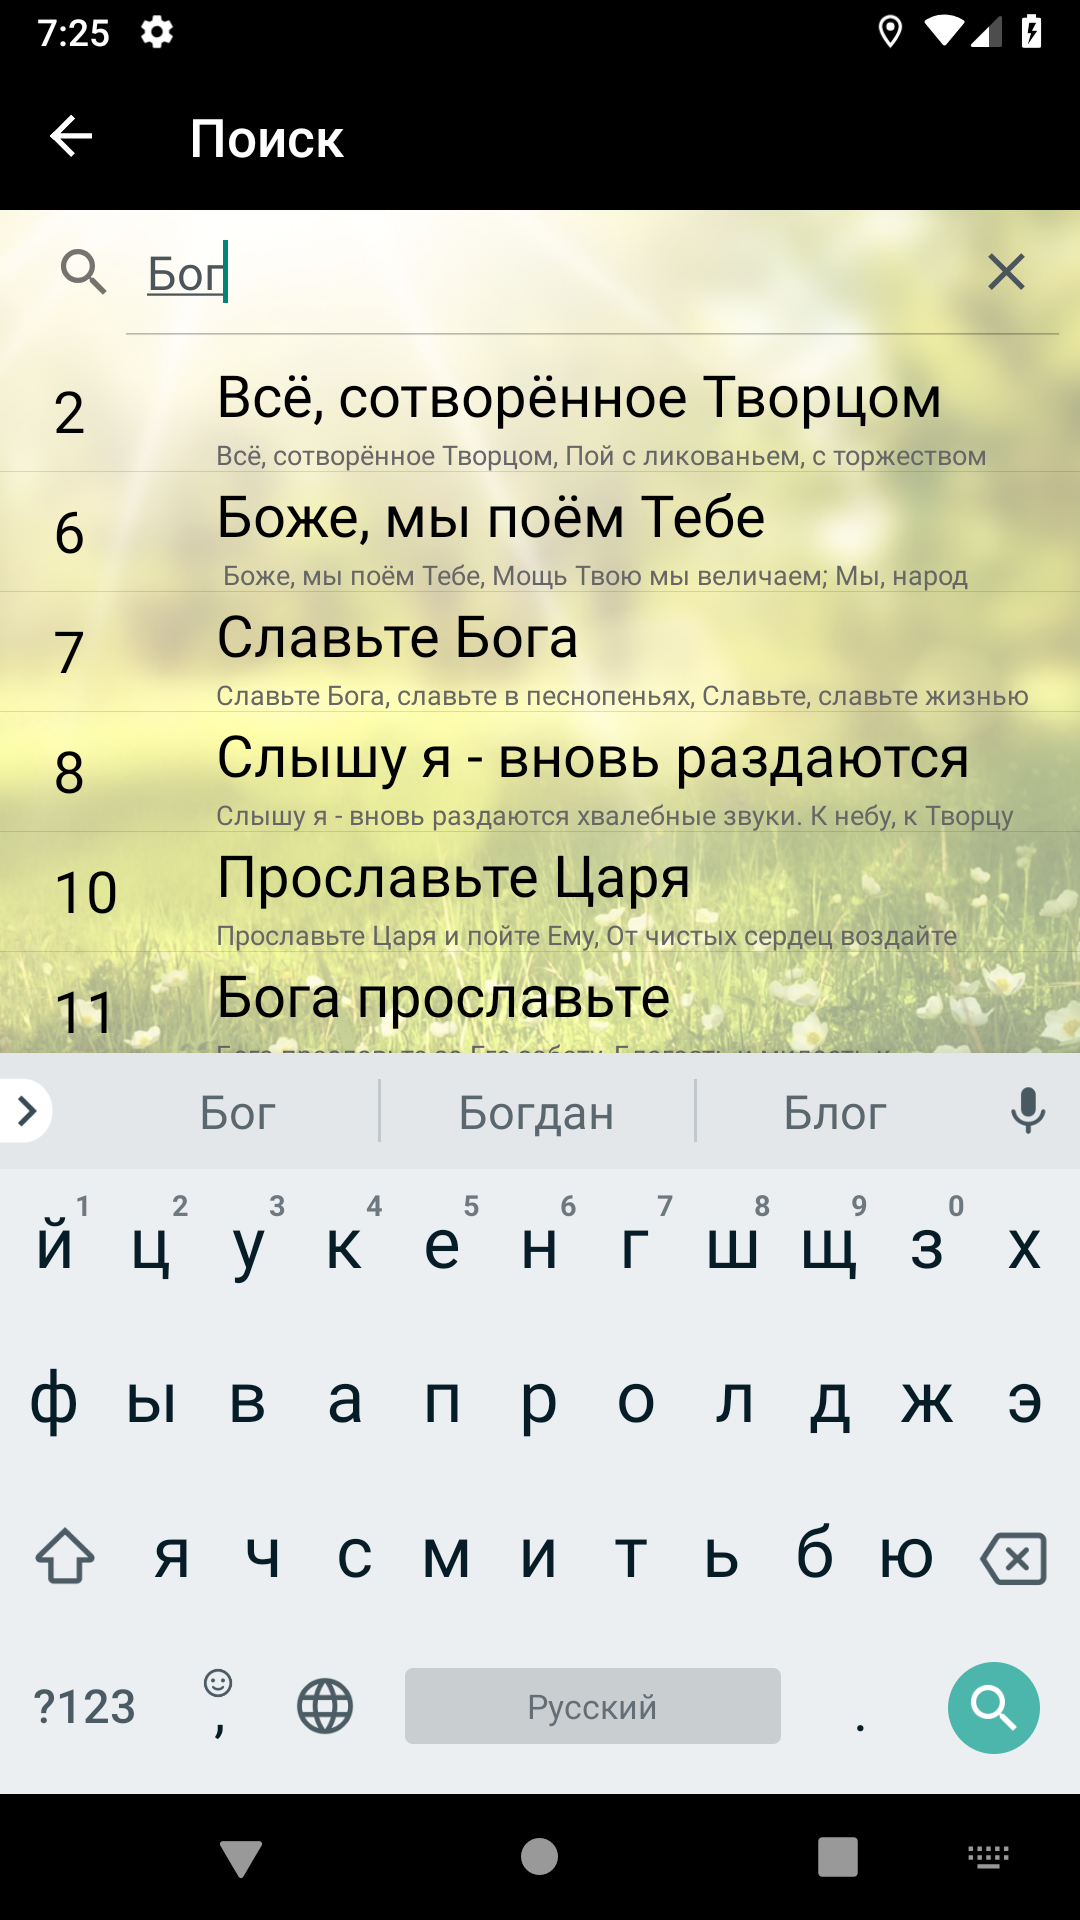 7:25
Поиск
Бог
2
Всё, сотворённое Творцом
Всё, сотворённое Творцом, Пой с ликованьем, с торжеством
6
Боже, мы поём Тебе
Боже, мы поём Тебе, Мощь Твою мы величаем; Мы, народ
7
Славьте Бога
Славьте Бога, славьте в песнопеньях, Славьте, славьте жизнью
8
Слышу я - вновь раздаются
Слышу я - вновь раздаются хвалебные звуки. К небу, к Творцу
10
Прославьте Царя
Прославьте Царя и пойте Ему, От чистых сердец воздайте
11
Бога прославьте
Бог Богдан Блог
1 2 3 4 5 6 7 8 9 0
й ц у к е н г ш щ з х
ф ы в а п р о л д ж э
я ч с м и т ь б ю
?123 , Русский .